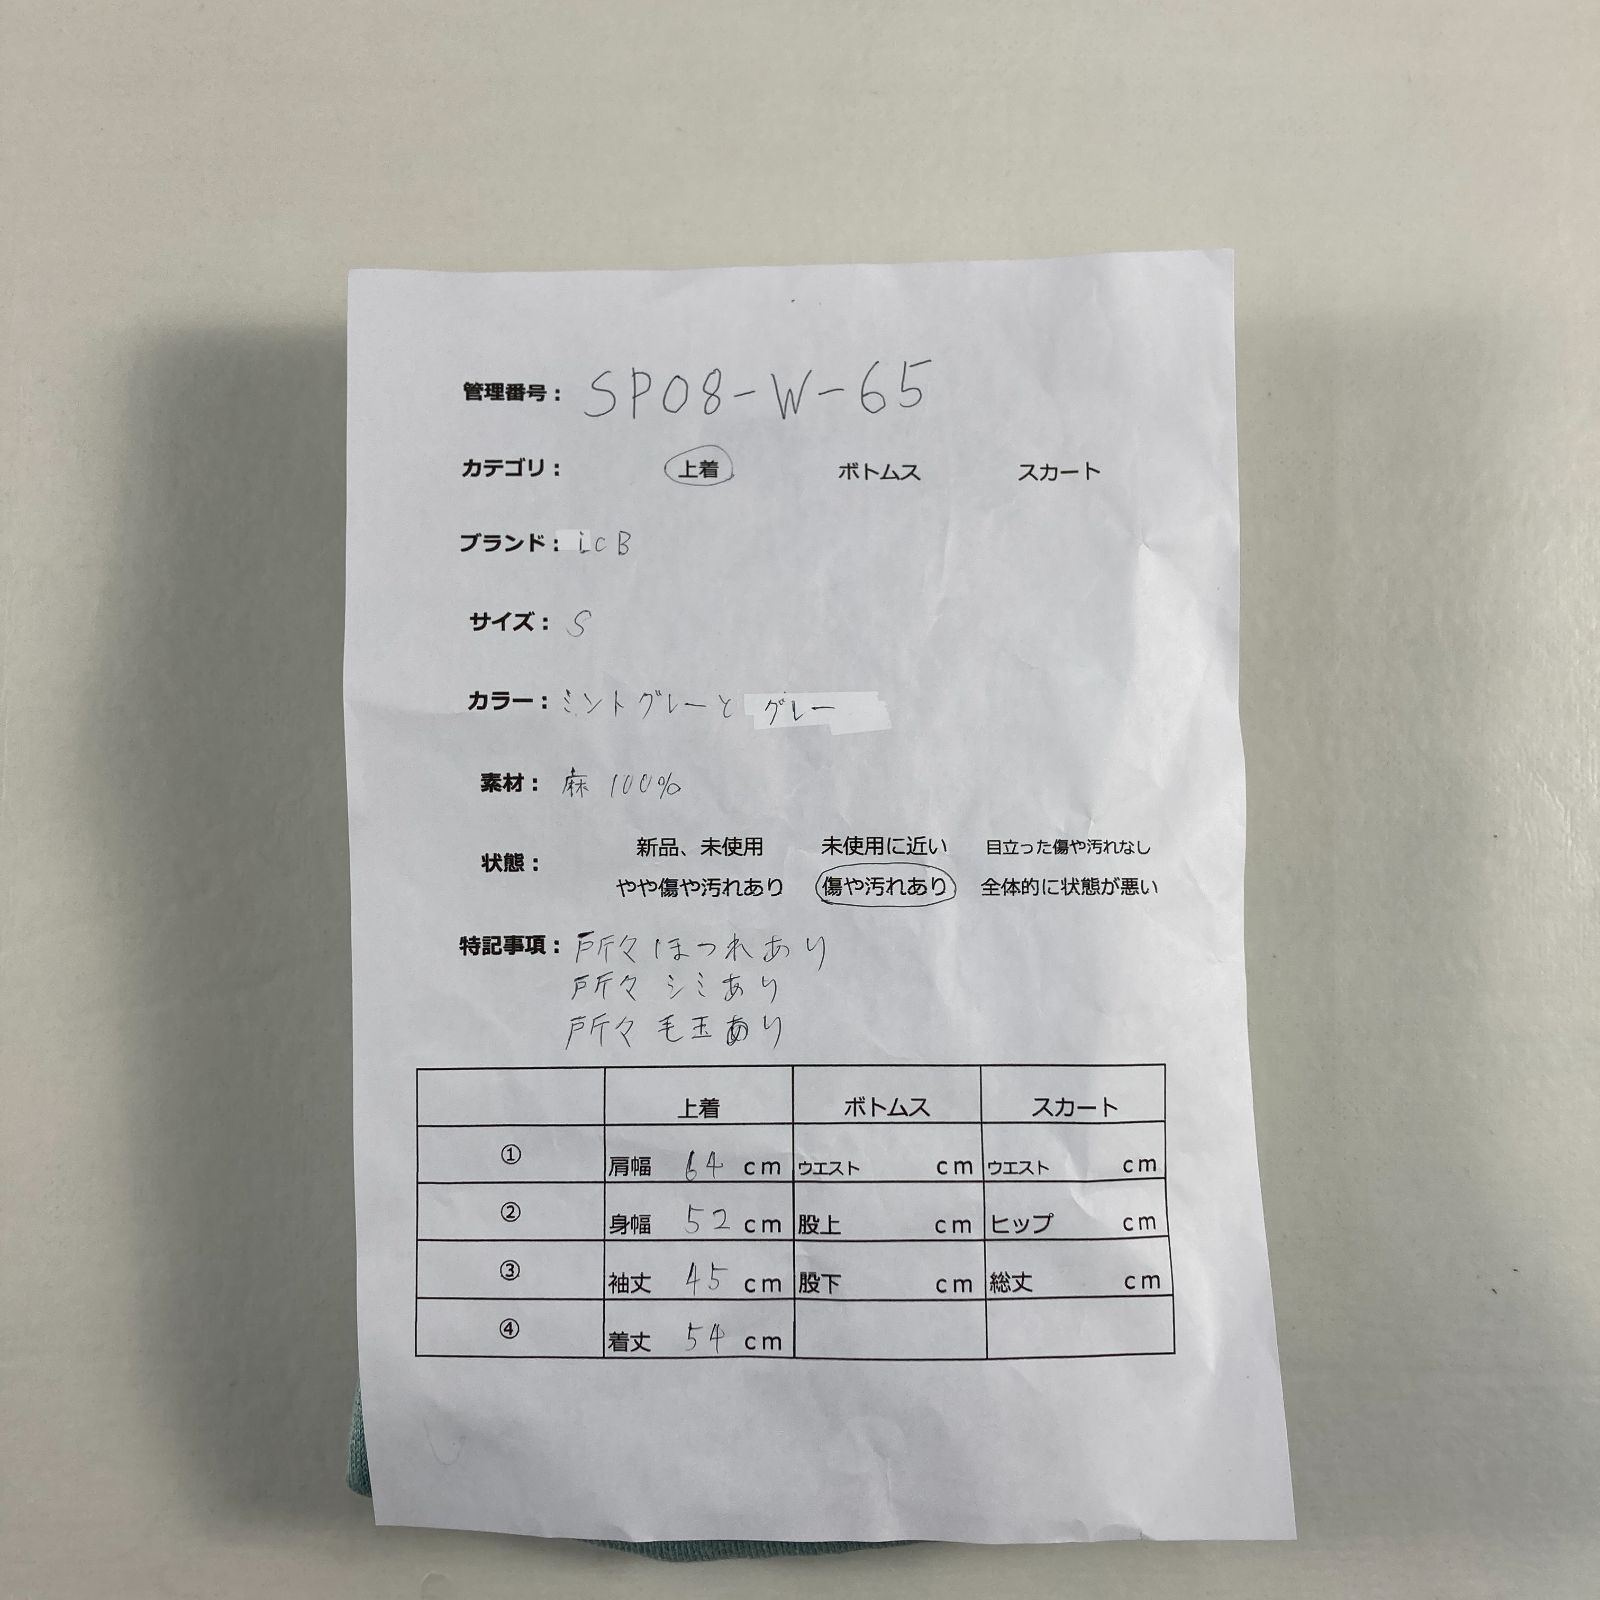 管理番号： SP08-W-65
カテゴリ： 上着 ボトムス スカート
ブランド： iCB
サイズ： S
カラー： ミントグレーと グレー
素材： 麻 100%
新品、未使用 未使用に近い 目立った傷や汚れなし
状態：
やや傷や汚れあり 傷や汚れあり 全体的に状態が悪い
特記事項： 所々ほつれあり
所々シミあり
所々毛玉あり
上着 ボトムス スカート
① 肩幅 64 cm ウエスト cm ウエスト cm
② 身幅 52 cm 股上 cm ヒップ cm
③ 袖丈 45 cm 股下 cm 総丈 cm
④ 着丈 54 cm